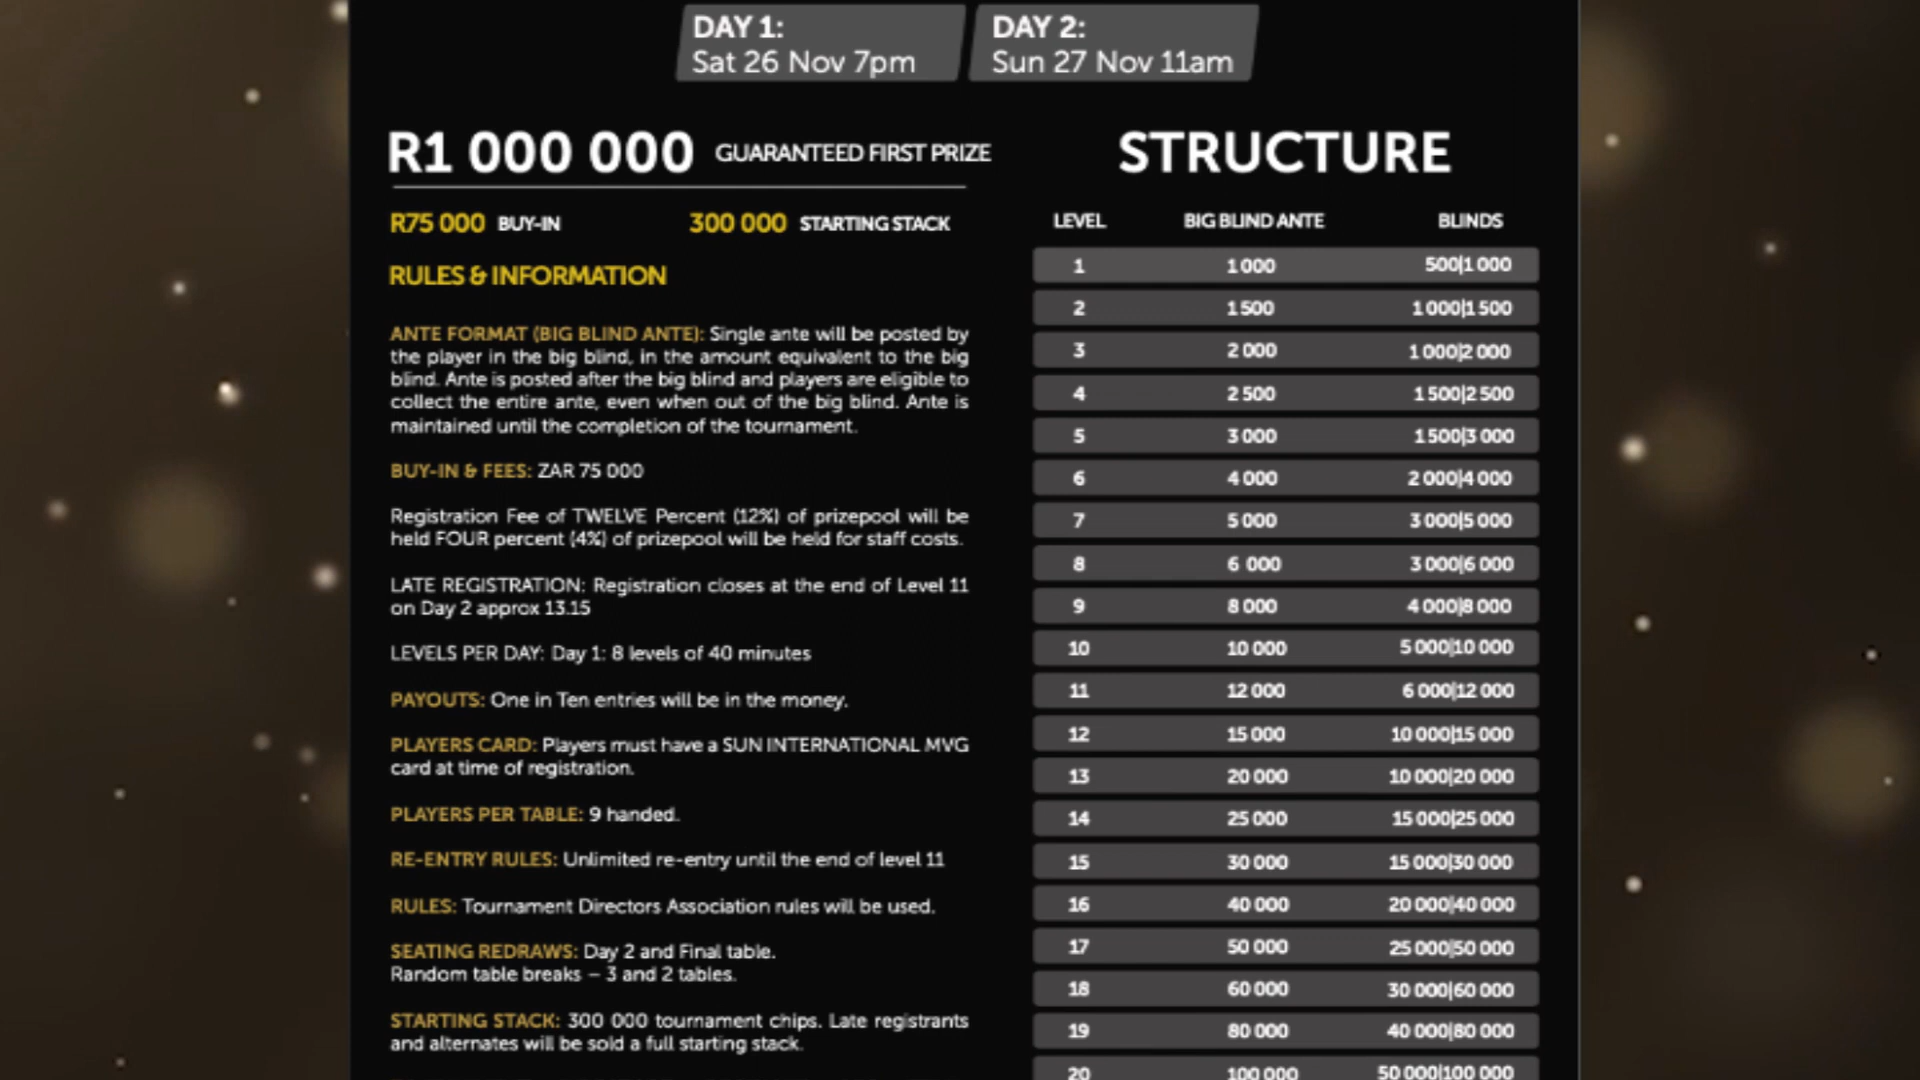 DAY 1:
Sat 26 Nov 7pm
DAY 2:
Sun 27 Nov 11am
R1 000 000 GUARANTEED FIRST PRIZE
R75 000 BUY-IN
300 000 STARTING STACK
RULES & INFORMATION
ANTE FORMAT (BIG BLIND ANTE): Single ante will be posted by
the player in the big blind, in the amount equivalent to the big
blind. Ante is posted after the big blind and players are eligible to
collect the entire ante, even when out of the big blind. Ante is
maintained until the completion of the tournament.
BUY-IN & FEES: ZAR 75 000
Registration Fee of TWELVE Percent (12%) of prizepool will be
held FOUR percent (4%) of prizepool will be held for staff costs.
LATE REGISTRATION: Registration closes at the end of Level 11
on Day 2 approx 13.15
LEVELS PER DAY: Day 1: 8 levels of 40 minutes
PAYOUTS: One in Ten entries will be in the money.
PLAYERS CARD: Players must have a SUN INTERNATIONAL MVG
card at time of registration.
PLAYERS PER TABLE: 9 handed.
RE-ENTRY RULES: Unlimited re-entry until the end of level 11
RULES: Tournament Directors Association rules will be used.
SEATING REDRAWS: Day 2 and Final table.
Random table breaks – 3 and 2 tables.
STARTING STACK: 300 000 tournament chips. Late registrants
and alternates will be sold a full starting stack.
STRUCTURE
LEVEL BIG BLIND ANTE BLINDS
1 1 000 500|1 000
2 1 500 1 000|1 500
3 2 000 1 000|2 000
4 2 500 1 500|2 500
5 3 000 1 500|3 000
6 4 000 2 000|4 000
7 5 000 3 000|5 000
8 6 000 3 000|6 000
9 8 000 4 000|8 000
10 10 000 5 000|10 000
11 12 000 6 000|12 000
12 15 000 10 000|15 000
13 20 000 10 000|20 000
14 25 000 15 000|25 000
15 30 000 15 000|30 000
16 40 000 20 000|40 000
17 50 000 25 000|50 000
18 60 000 30 000|60 000
19 80 000 40 000|80 000
20 100 000 50 000|100 000